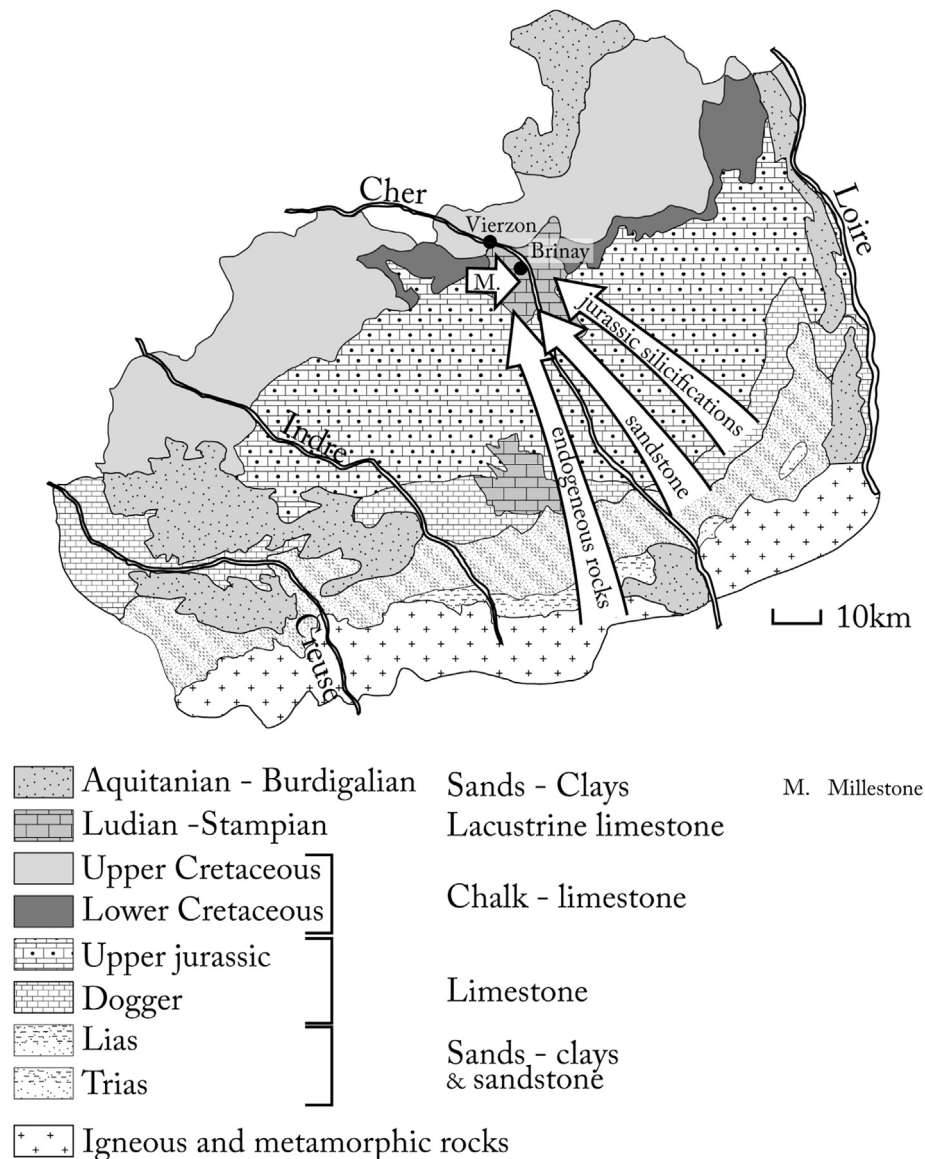 Cher
Vierzon
Brinay
M.
Loire
jurassic silicifications
sandstone
endogeneous rocks
Indre
Creuse
10km
Aquitanian - Burdigalian Sands - Clays M. Millestone
Ludian -Stampian Lacustrine limestone
Upper Cretaceous
Chalk - limestone
Lower Cretaceous
Upper jurassic
Limestone
Dogger
Lias
Sands - clays
& sandstone
Trias
Igneous and metamorphic rocks